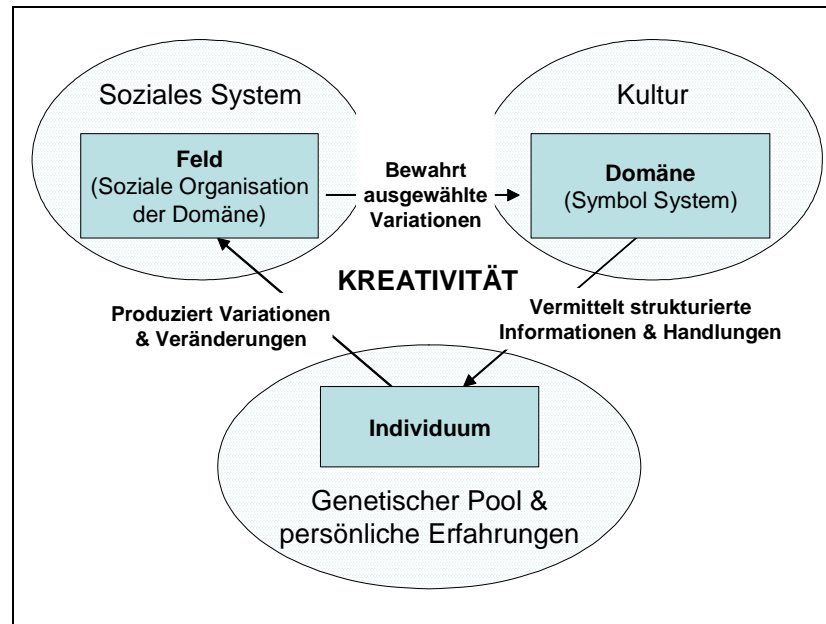 Soziales System
Feld
(Soziale Organisation
der Domäne)
Bewahrt
ausgewählte
Variationen
Kultur
Domäne
(Symbol System)
KREATIVITÄT
Produziert Variationen
& Veränderungen
Vermittelt strukturierte
Informationen & Handlungen
Individuum
Genetischer Pool &
persönliche Erfahrungen